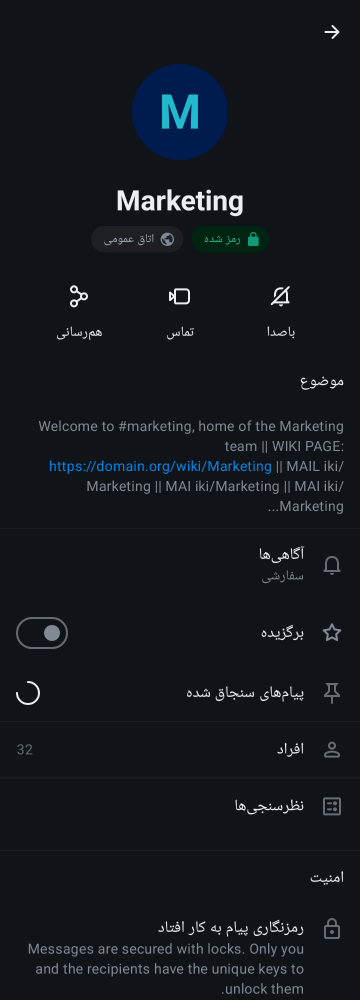 M
Marketing
رمز شده
اتاق عمومی
باصدا
تماس
هم‌رسانی
موضوع
Welcome to #marketing, home of the Marketing
team || WIKI PAGE:
https://domain.org/wiki/Marketing || MAIL iki/
Marketing || MAI iki/Marketing || MAI iki/
Marketing...
آگاهی‌ها
سفارشی
برگزیده
پیام‌های سنجاق شده
افراد
32
نظرسنجی‌ها
امنیت
رمزنگاری پیام به کار افتاد
Messages are secured with locks. Only you
and the recipients have the unique keys to
unlock them.